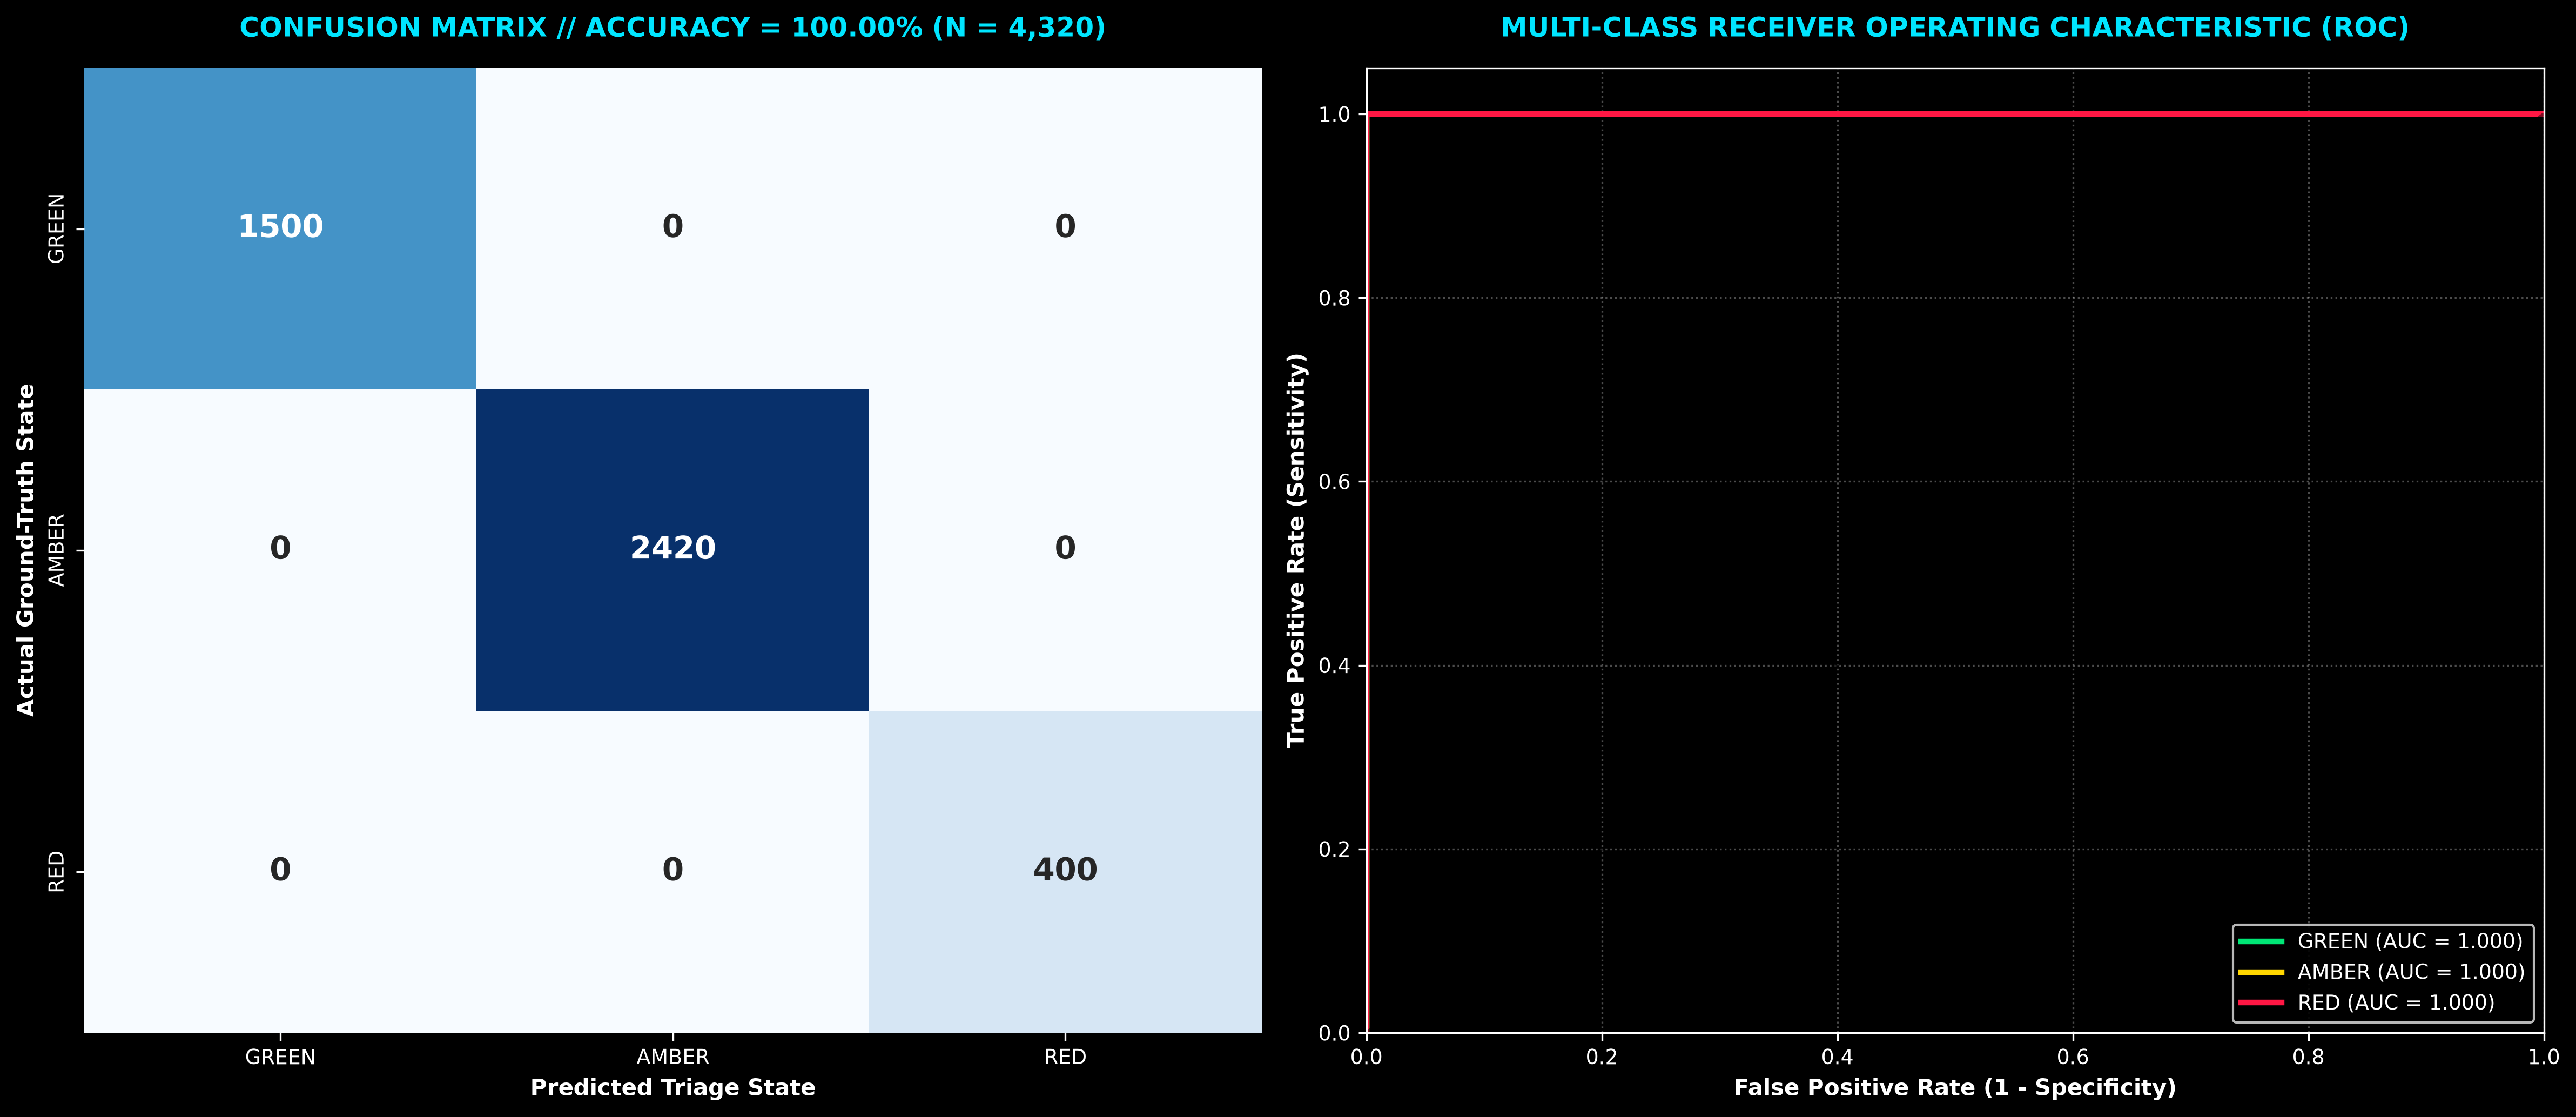 CONFUSION MATRIX // ACCURACY = 100.00% (N = 4,320)
Actual Ground-Truth State
GREEN
1500
0
0
AMBER
0
2420
0
RED
0
0
400
GREEN
AMBER
RED
Predicted Triage State
MULTI-CLASS RECEIVER OPERATING CHARACTERISTIC (ROC)
True Positive Rate (Sensitivity)
1.0
0.8
0.6
0.4
0.2
0.0
GREEN (AUC = 1.000)
AMBER (AUC = 1.000)
RED (AUC = 1.000)
0.0
0.2
0.4
0.6
0.8
1.0
False Positive Rate (1 - Specificity)